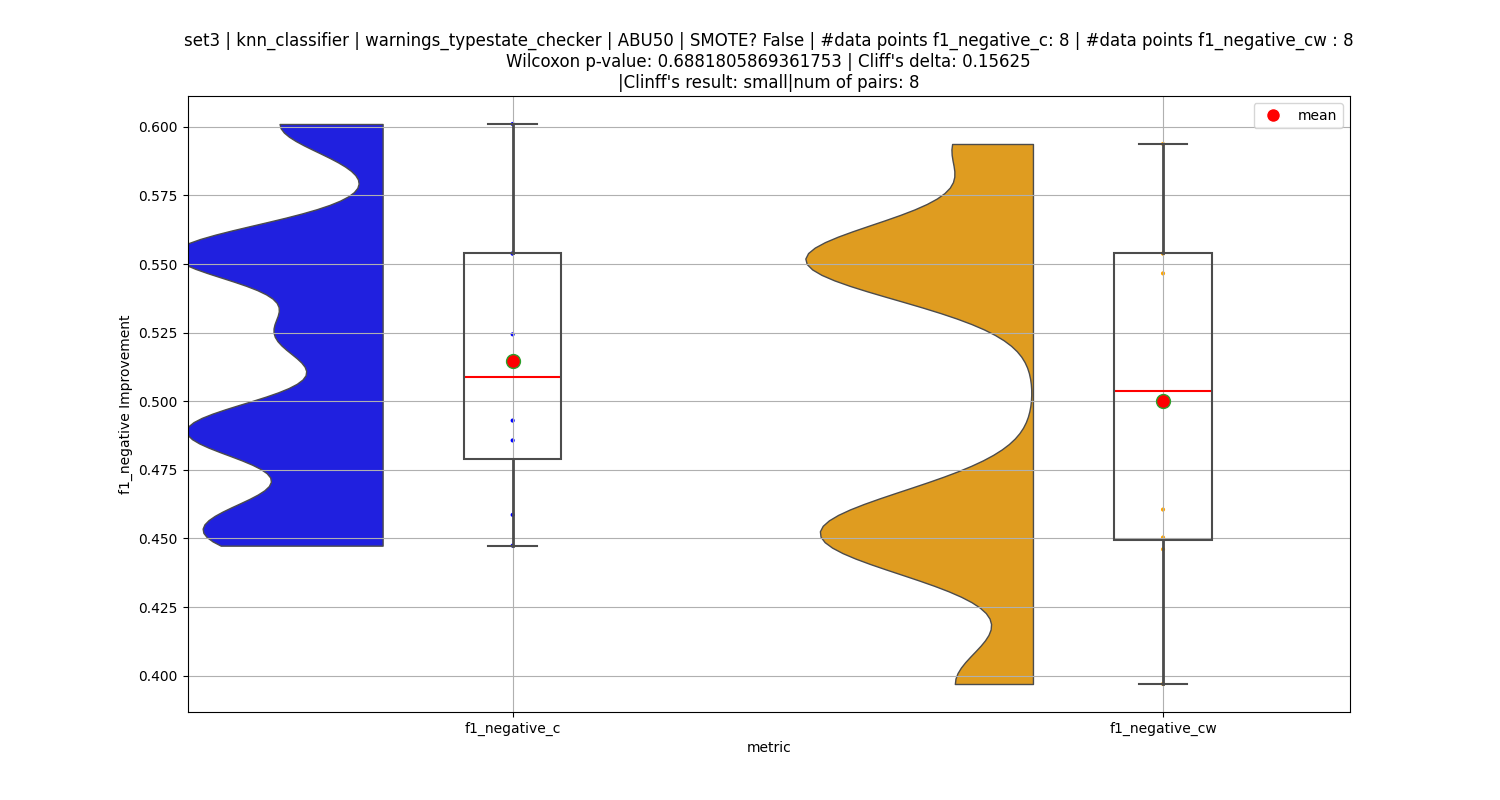 set3 | knn_classifier | warnings_typestate_checker | ABU50 | SMOTE? False | #data points f1_negative_c: 8 | #data points f1_negative_cw : 8
Wilcoxon p-value: 0.6881805869361753 | Cliff's delta: 0.15625
|Clinff's result: small|num of pairs: 8
mean
0.600
0.575
0.550
0.525
0.500
0.475
0.450
0.425
0.400
f1_negative Improvement
f1_negative_c
f1_negative_cw
metric